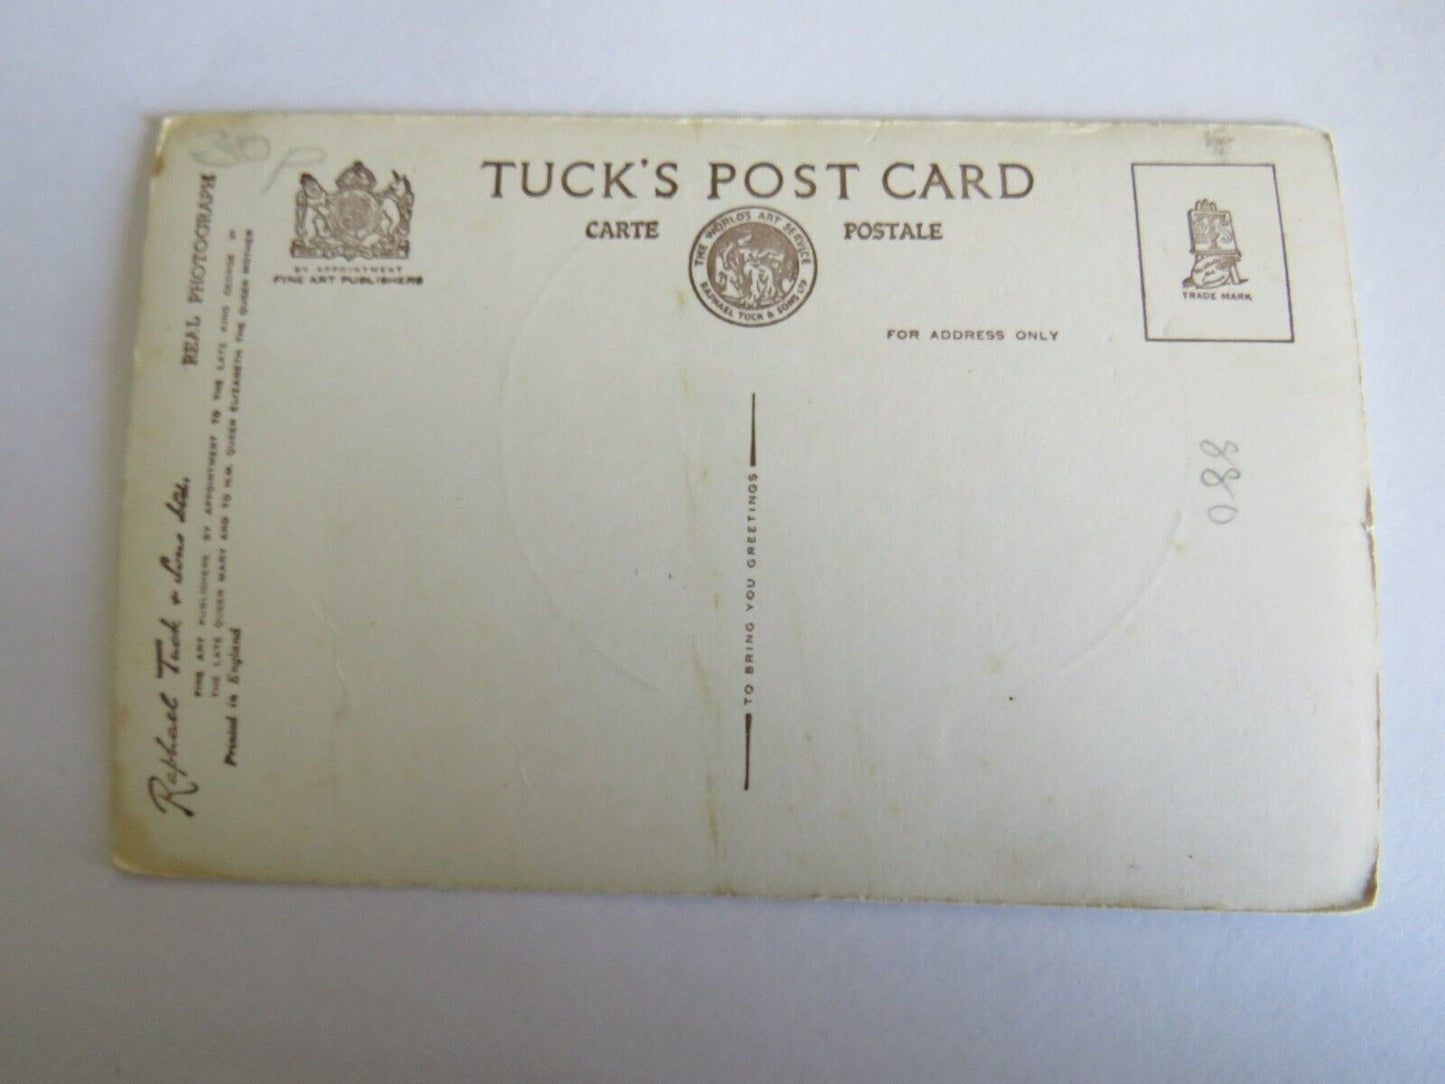 TUCK'S POST CARD
CARTE POSTALE
THE WORLD'S ART SERVICE
RAPHAEL TUCK & SONS LTD
BY APPOINTMENT
FINE ART PUBLISHERS
TRADE MARK
FOR ADDRESS ONLY
TO BRING YOU GREETINGS
088
REAL PHOTOGRAPH
Raphael Tuck & Sons Ltd.
FINE ART PUBLISHERS BY APPOINTMENT TO THE LATE KING GEORGE VI
THE LATE QUEEN MARY AND TO H.M. QUEEN ELIZABETH THE QUEEN MOTHER
Printed in England